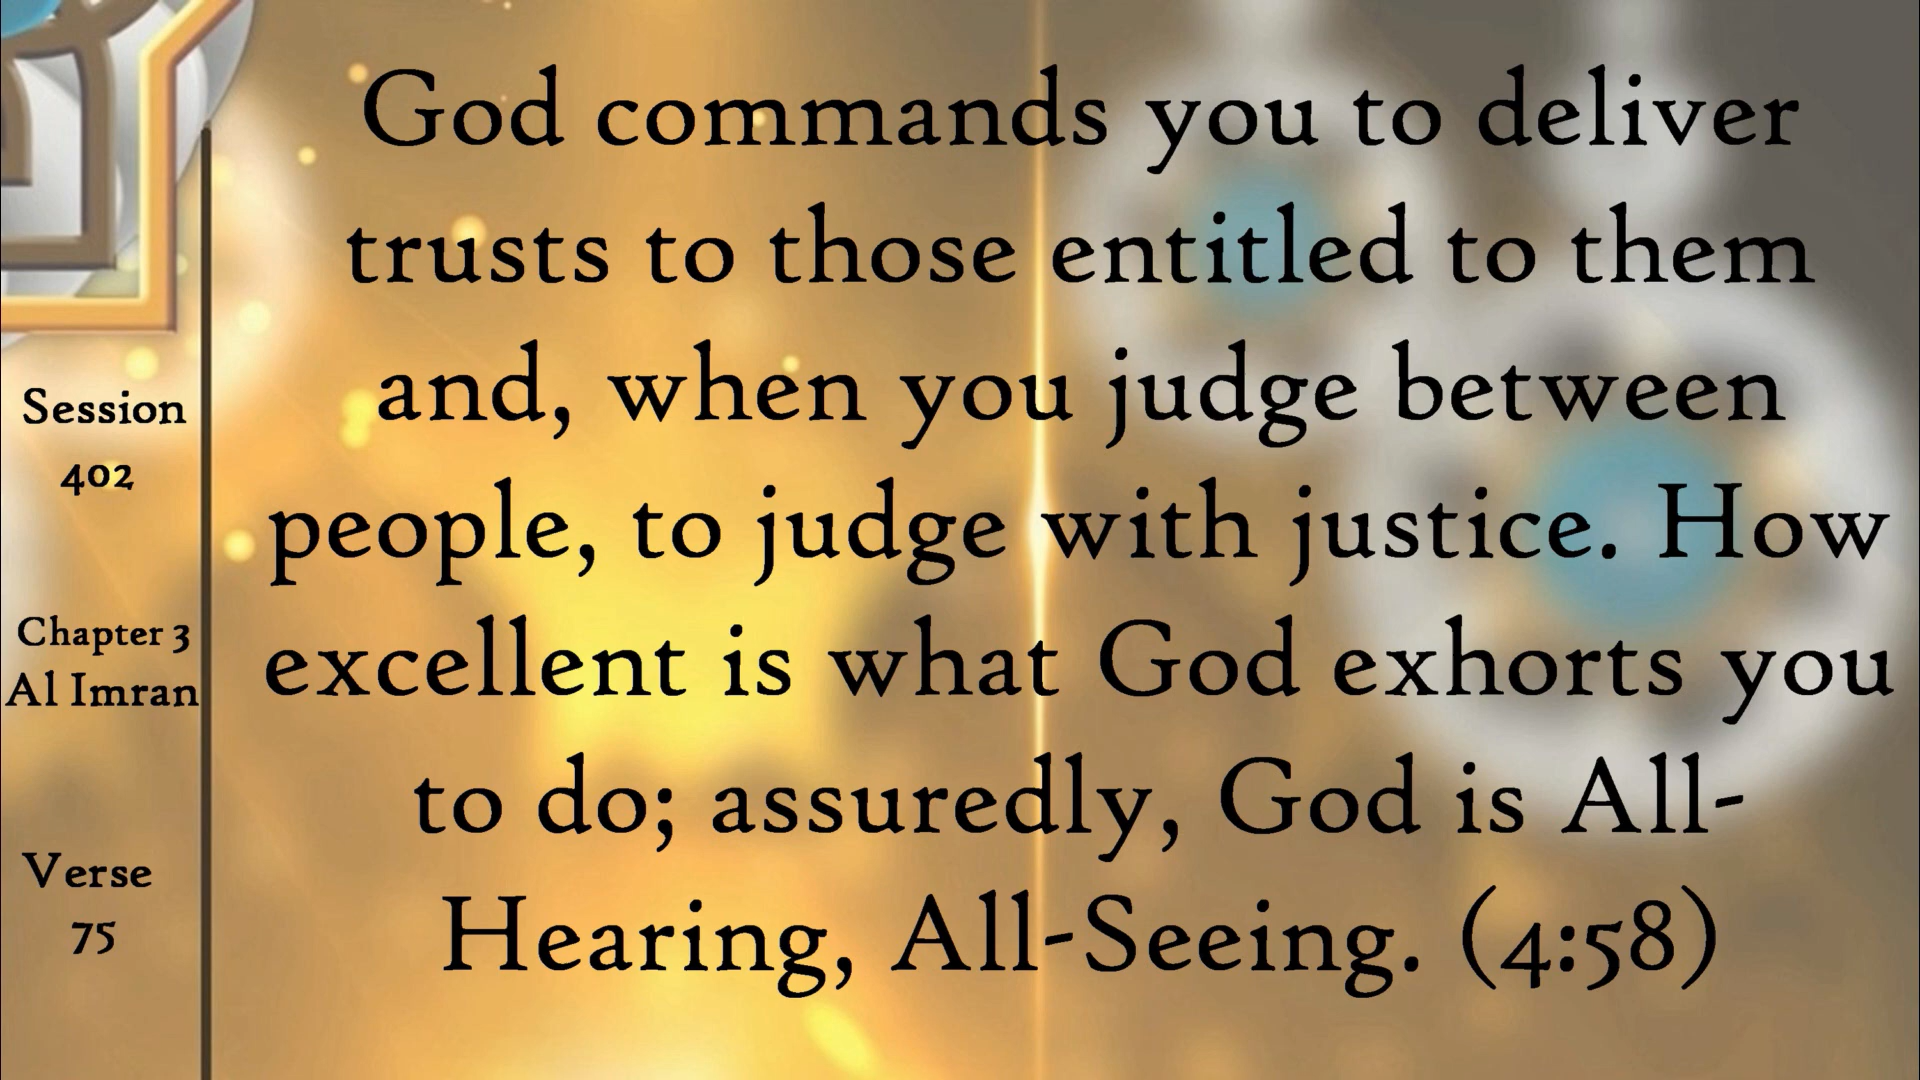 Session
402
Chapter 3
Al Imran
Verse
75
God commands you to deliver
trusts to those entitled to them
and, when you judge between
people, to judge with justice. How
excellent is what God exhorts you
to do; assuredly, God is All-
Hearing, All-Seeing. (4:58)